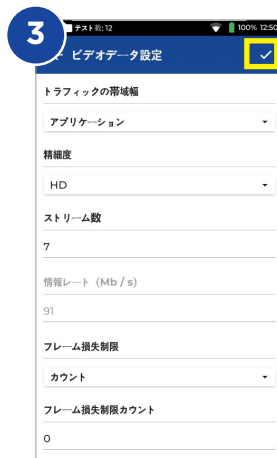 3
テスト数: 12 100% 12:50
ビデオデータ設定
トラフィックの帯域幅
アプリケーション
精細度
HD
ストリーム数
7
情報レート (Mb / s)
91
フレーム損失制限
カウント
フレーム損失制限カウント
0